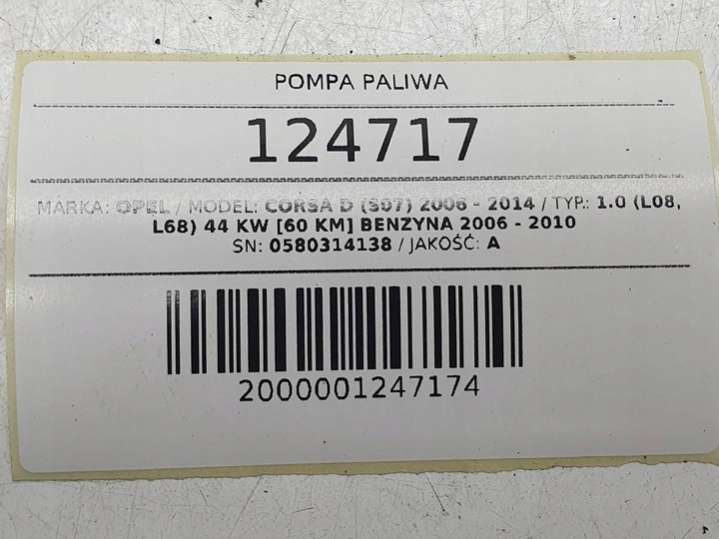 POMPA PALIWA
124717
MARKA: OPEL / MODEL: CORSA D (S07) 2006 - 2014 / TYP: 1.0 (L08,
L68) 44 KW [60 KM] BENZYNA 2006 - 2010
SN: 0580314138 / JAKOŚĆ: A
2000001247174